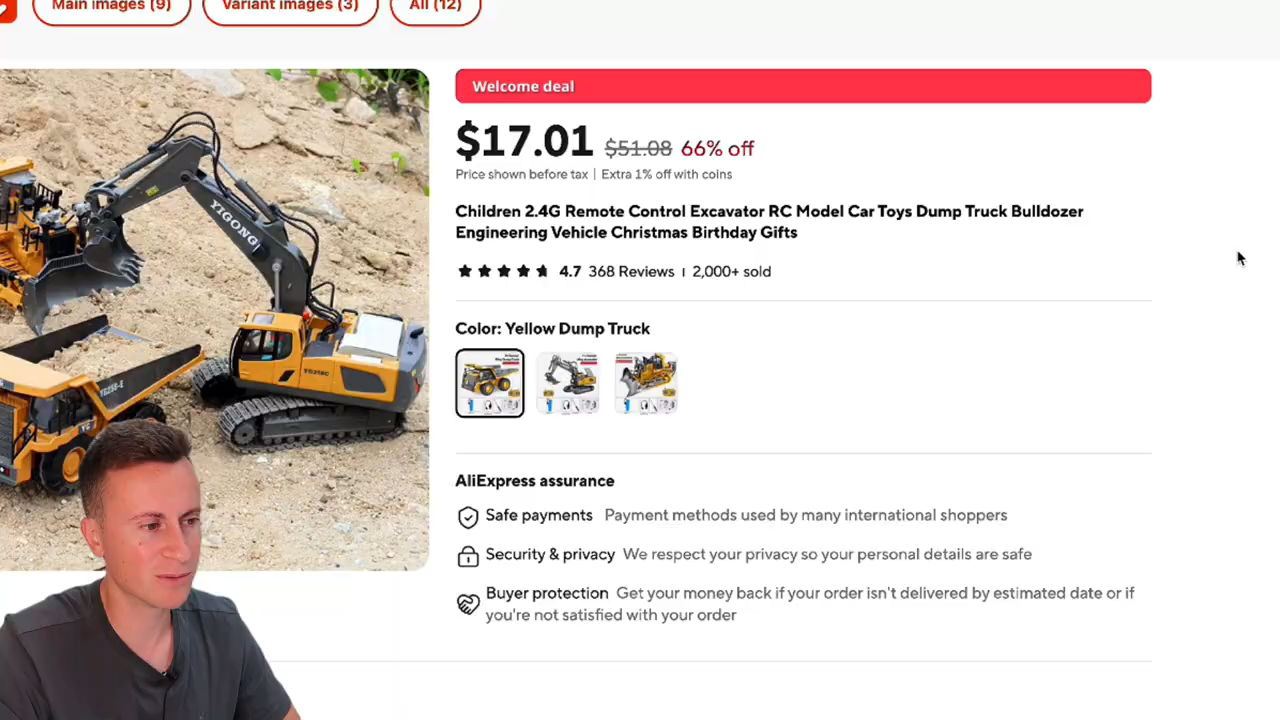 Main images (9)
Variant images (3)
All (12)
Welcome deal
$17.01 $51.08 66% off
Price shown before tax | Extra 1% off with coins
Children 2.4G Remote Control Excavator RC Model Car Toys Dump Truck Bulldozer
Engineering Vehicle Christmas Birthday Gifts
4.7 368 Reviews | 2,000+ sold
Color: Yellow Dump Truck
AliExpress assurance
Safe payments Payment methods used by many international shoppers
Security & privacy We respect your privacy so your personal details are safe
Buyer protection Get your money back if your order isn't delivered by estimated date or if
you're not satisfied with your order
YIGONG